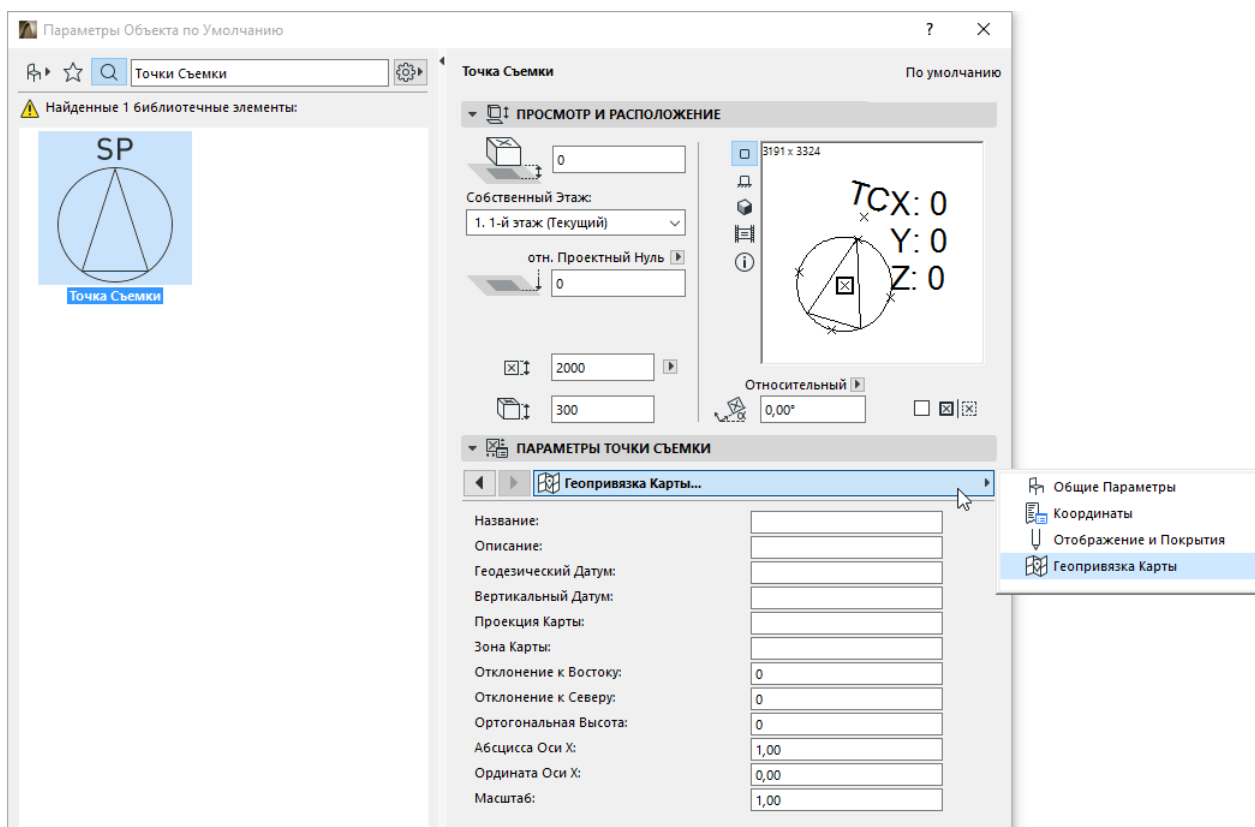 Параметры Объекта по Умолчанию
?
Точки Съемки
Найденные 1 библиотечные элементы:
SP
Точка Съемки
Точка Съемки
По умолчанию
ПРОСМОТР И РАСПОЛОЖЕНИЕ
0
Собственный Этаж:
1. 1-й этаж (Текущий)
отн. Проектный Нуль
0
2000
300
3191 x 3324
ТС
X: 0
Y: 0
Z: 0
Относительный
α
0,00°
ПАРАМЕТРЫ ТОЧКИ СЪЕМКИ
Геопривязка Карты...
Общие Параметры
Координаты
Отображение и Покрытия
Геопривязка Карты
Название:
Описание:
Геодезический Датум:
Вертикальный Датум:
Проекция Карты:
Зона Карты:
Отклонение к Востоку: 0
Отклонение к Северу: 0
Ортогональная Высота: 0
Абсцисса Оси X: 1,00
Ордината Оси X: 0,00
Масштаб: 1,00